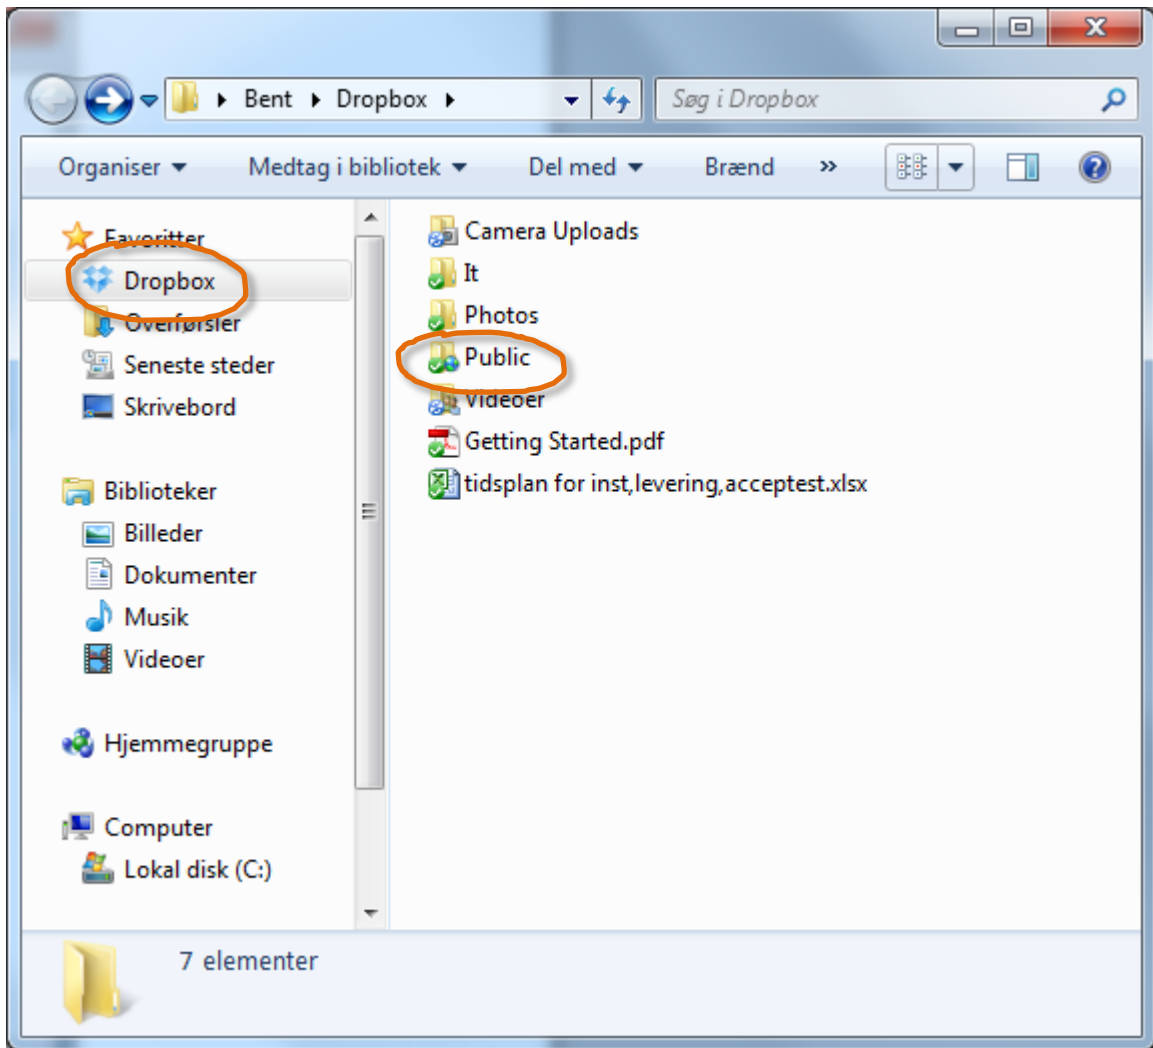 Bent Dropbox
Søg i Dropbox
Organiser Medtag i bibliotek Del med Brænd »
Favoritter
Dropbox
Overførsler
Seneste steder
Skrivebord
Biblioteker
Billeder
Dokumenter
Musik
Videoer
Hjemmegruppe
Computer
Lokal disk (C:)
Camera Uploads
It
Photos
Public
Videoer
Getting Started.pdf
tidsplan for inst,levering,acceptest.xlsx
7 elementer